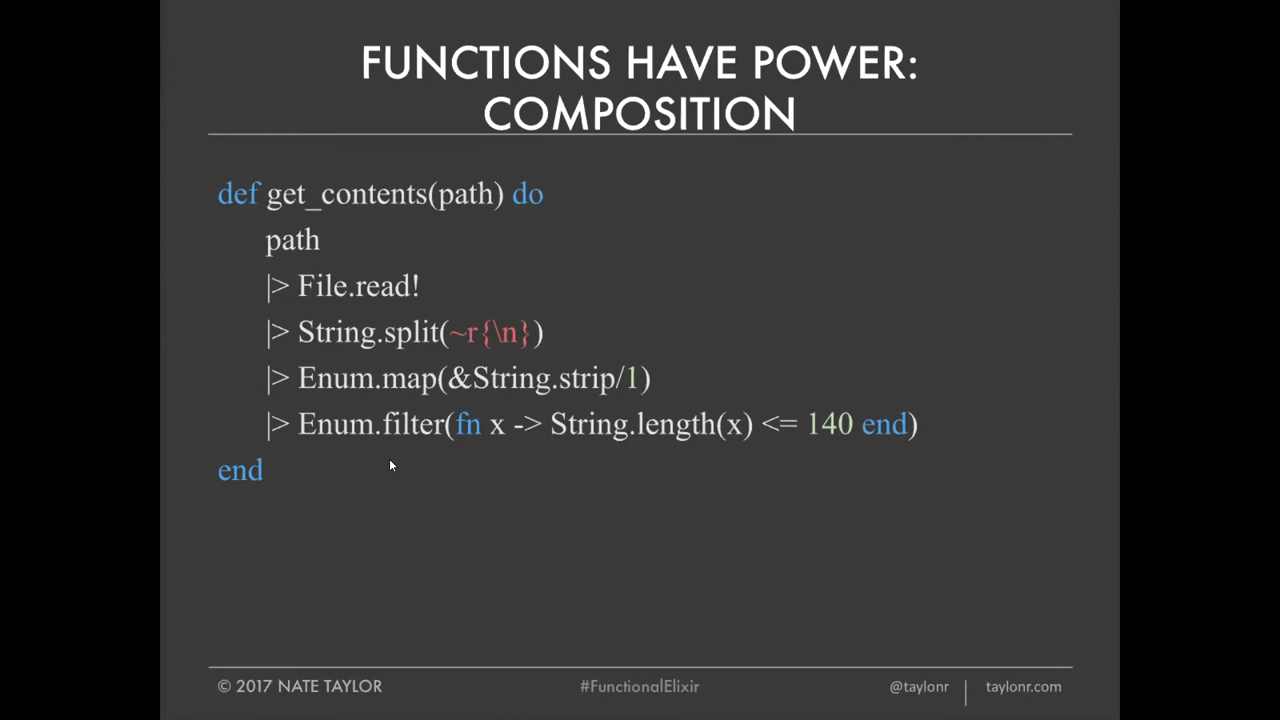 FUNCTIONS HAVE POWER:
COMPOSITION
def get_contents(path) do
path
|> File.read!
|> String.split(~r{\n})
|> Enum.map(&String.strip/1)
|> Enum.filter(fn x -> String.length(x) <= 140 end)
end
© 2017 NATE TAYLOR
#FunctionalElixir
@taylonr | taylonr.com